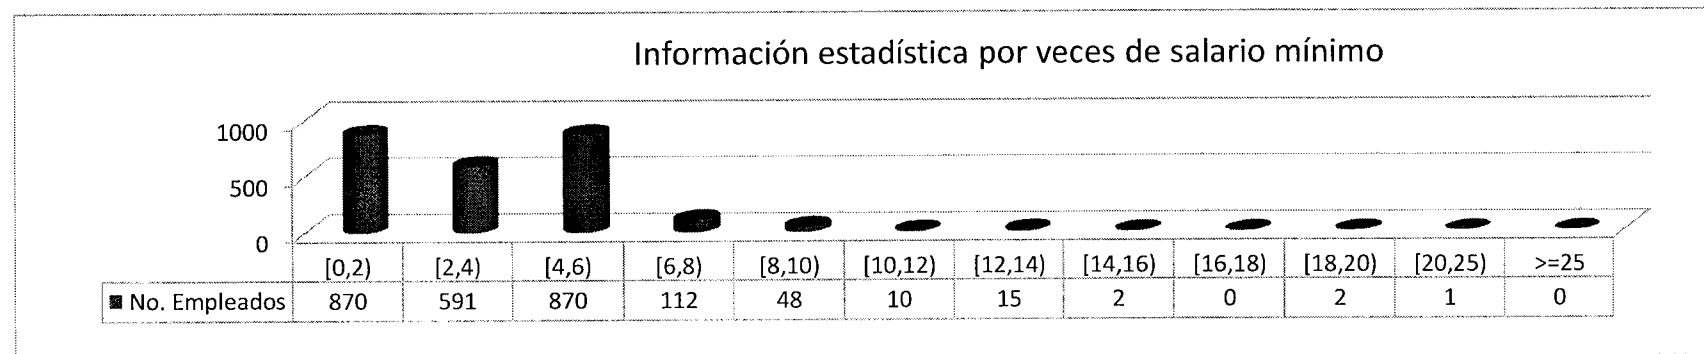 Información estadística por veces de salario mínimo
1000
500
0
[0,2) [2,4) [4,6) [6,8) [8,10) [10,12) [12,14) [14,16) [16,18) [18,20) [20,25) >=25
No. Empleados 870 591 870 112 48 10 15 2 0 2 1 0